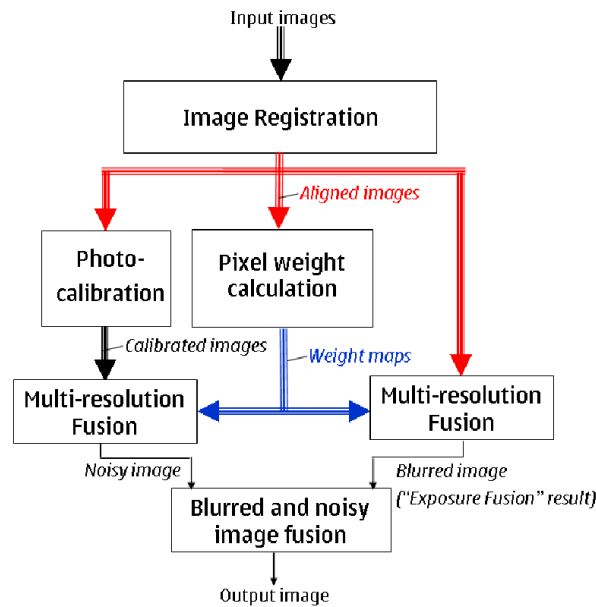 Input images
Image Registration
Aligned images
Photo-
calibration
Pixel weight
calculation
Calibrated images
Weight maps
Multi-resolution
Fusion
Multi-resolution
Fusion
Noisy image
Blurred image
("Exposure Fusion" result)
Blurred and noisy
image fusion
Output image